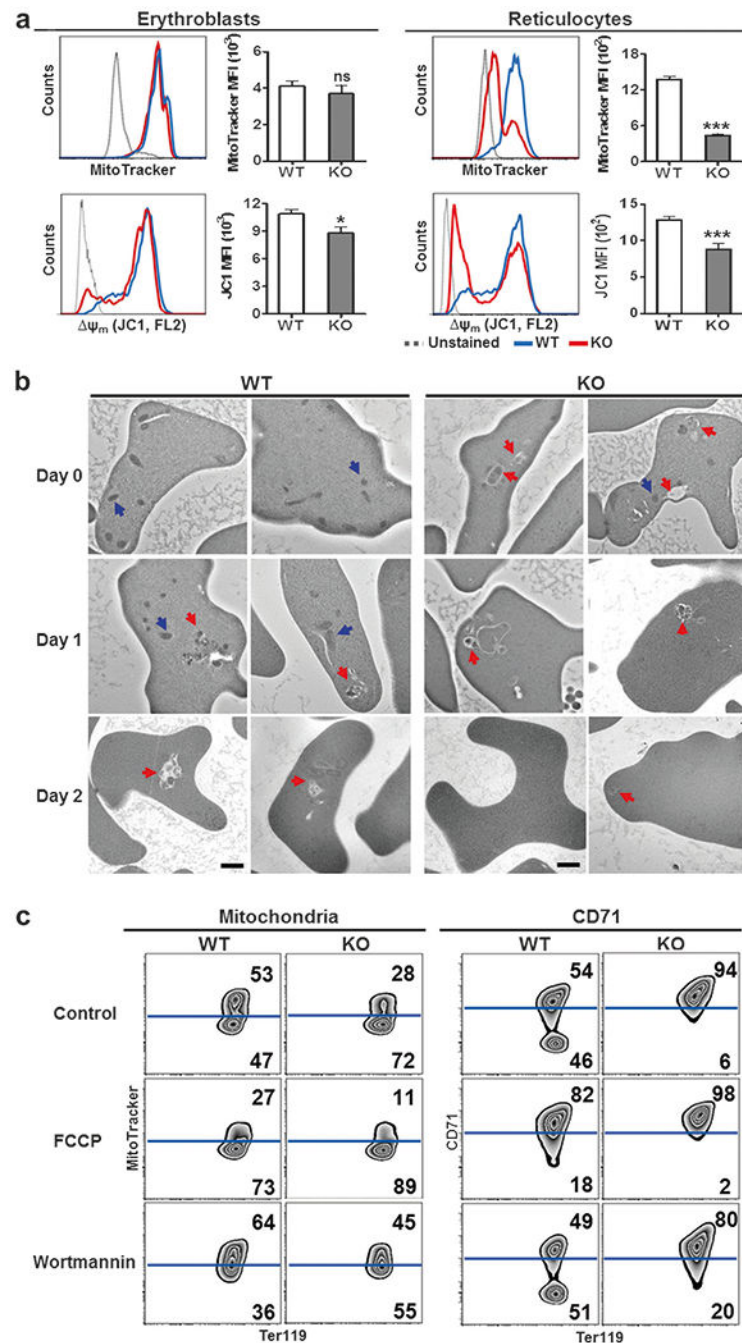 a
Erythroblasts
Reticulocytes
Counts
MitoTracker
MitoTracker MFI (10³)
6
4
2
0
ns
WT
KO
Counts
MitoTracker
MitoTracker MFI (10²)
18
12
6
0
***
WT
KO
Counts
Δψm (JC1, FL2)
JC1 MFI (10³)
12
9
6
3
0
*
WT
KO
Counts
Δψm (JC1, FL2)
JC1 MFI (10²)
15
10
5
0
***
WT
KO
Unstained WT KO
b
WT KO
Day 0
Day 1
Day 2
c
Mitochondria CD71
WT KO WT KO
Control
53 28 54 94
47 72 46 6
FCCP
MitoTracker
CD71
27 11 82 98
73 89 18 2
Wortmannin
64 45 49 80
36 55 51 20
Ter119 Ter119